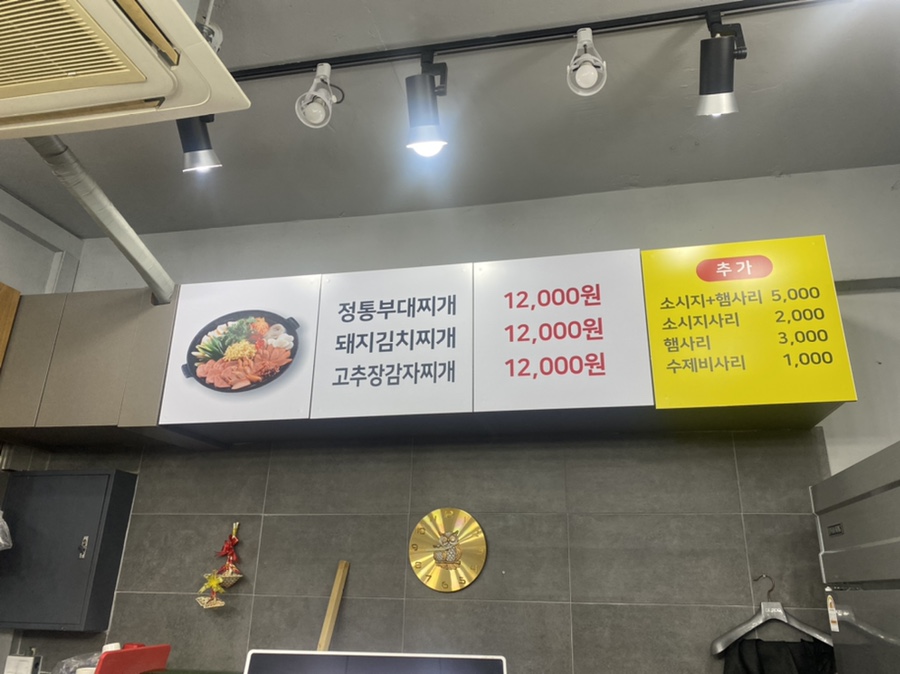 정통부대찌개 12,000원
돼지김치찌개 12,000원
고추장감자찌개 12,000원
추가
소시지+햄사리 5,000
소시지사리 2,000
햄사리 3,000
수제비사리 1,000